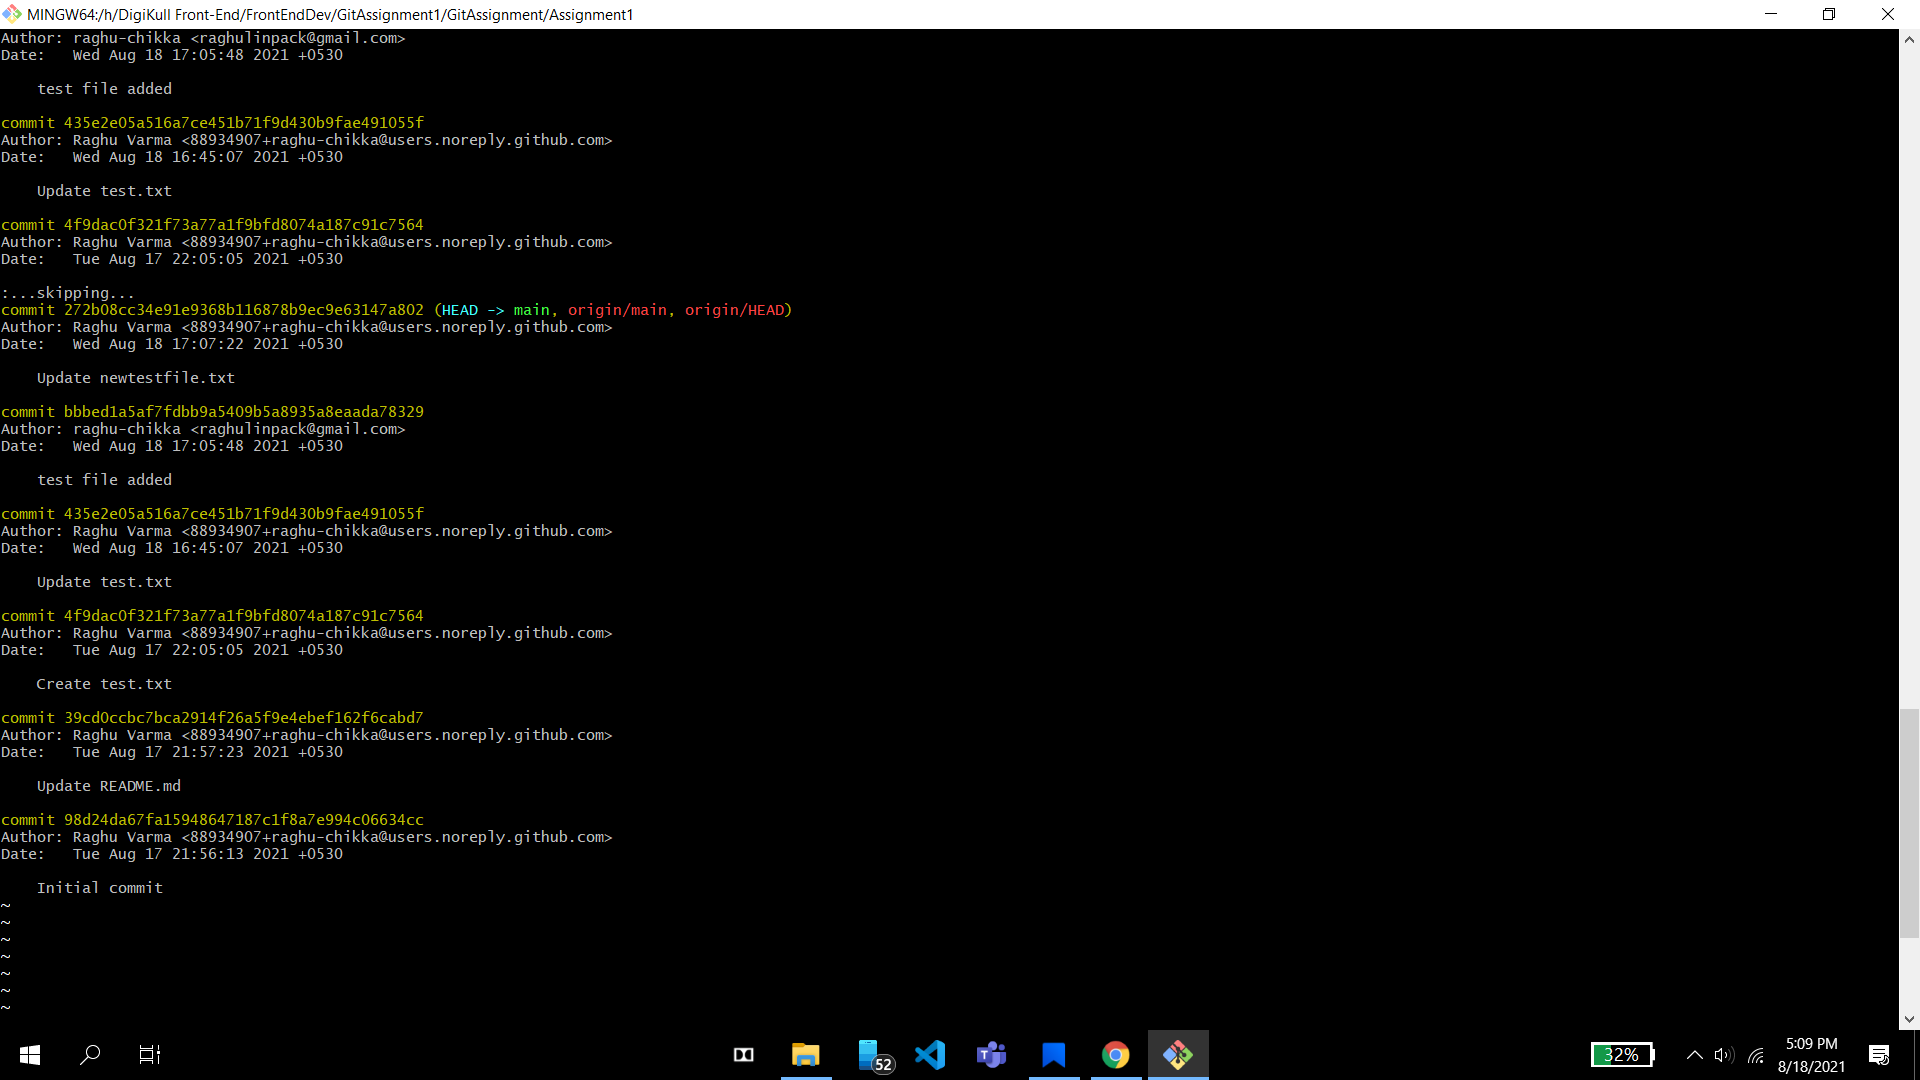 MINGW64:/h/DigiKull Front-End/FrontEndDev/GitAssignment1/GitAssignment/Assignment1
Author: raghu-chikka <raghulinpack@gmail.com>
Date:   Wed Aug 18 17:05:48 2021 +0530
    test file added
commit 435e2e05a516a7ce451b71f9d430b9fae491055f
Author: Raghu Varma <88934907+raghu-chikka@users.noreply.github.com>
Date:   Wed Aug 18 16:45:07 2021 +0530
    Update test.txt
commit 4f9dac0f321f73a77a1f9bfd8074a187c91c7564
Author: Raghu Varma <88934907+raghu-chikka@users.noreply.github.com>
Date:   Tue Aug 17 22:05:05 2021 +0530
:...skipping...
commit 272b08cc34e91e9368b116878b9ec9e63147a802 (HEAD -> main, origin/main, origin/HEAD)
Author: Raghu Varma <88934907+raghu-chikka@users.noreply.github.com>
Date:   Wed Aug 18 17:07:22 2021 +0530
    Update newtestfile.txt
commit bbbed1a5af7fdbb9a5409b5a8935a8eaada78329
Author: raghu-chikka <raghulinpack@gmail.com>
Date:   Wed Aug 18 17:05:48 2021 +0530
    test file added
commit 435e2e05a516a7ce451b71f9d430b9fae491055f
Author: Raghu Varma <88934907+raghu-chikka@users.noreply.github.com>
Date:   Wed Aug 18 16:45:07 2021 +0530
    Update test.txt
commit 4f9dac0f321f73a77a1f9bfd8074a187c91c7564
Author: Raghu Varma <88934907+raghu-chikka@users.noreply.github.com>
Date:   Tue Aug 17 22:05:05 2021 +0530
    Create test.txt
commit 39cd0ccbc7bca2914f26a5f9e4ebef162f6cabd7
Author: Raghu Varma <88934907+raghu-chikka@users.noreply.github.com>
Date:   Tue Aug 17 21:57:23 2021 +0530
    Update README.md
commit 98d24da67fa15948647187c1f8a7e994c06634cc
Author: Raghu Varma <88934907+raghu-chikka@users.noreply.github.com>
Date:   Tue Aug 17 21:56:13 2021 +0530
    Initial commit
~
~
~
~
~
~
~
52
32%
5:09 PM
8/18/2021